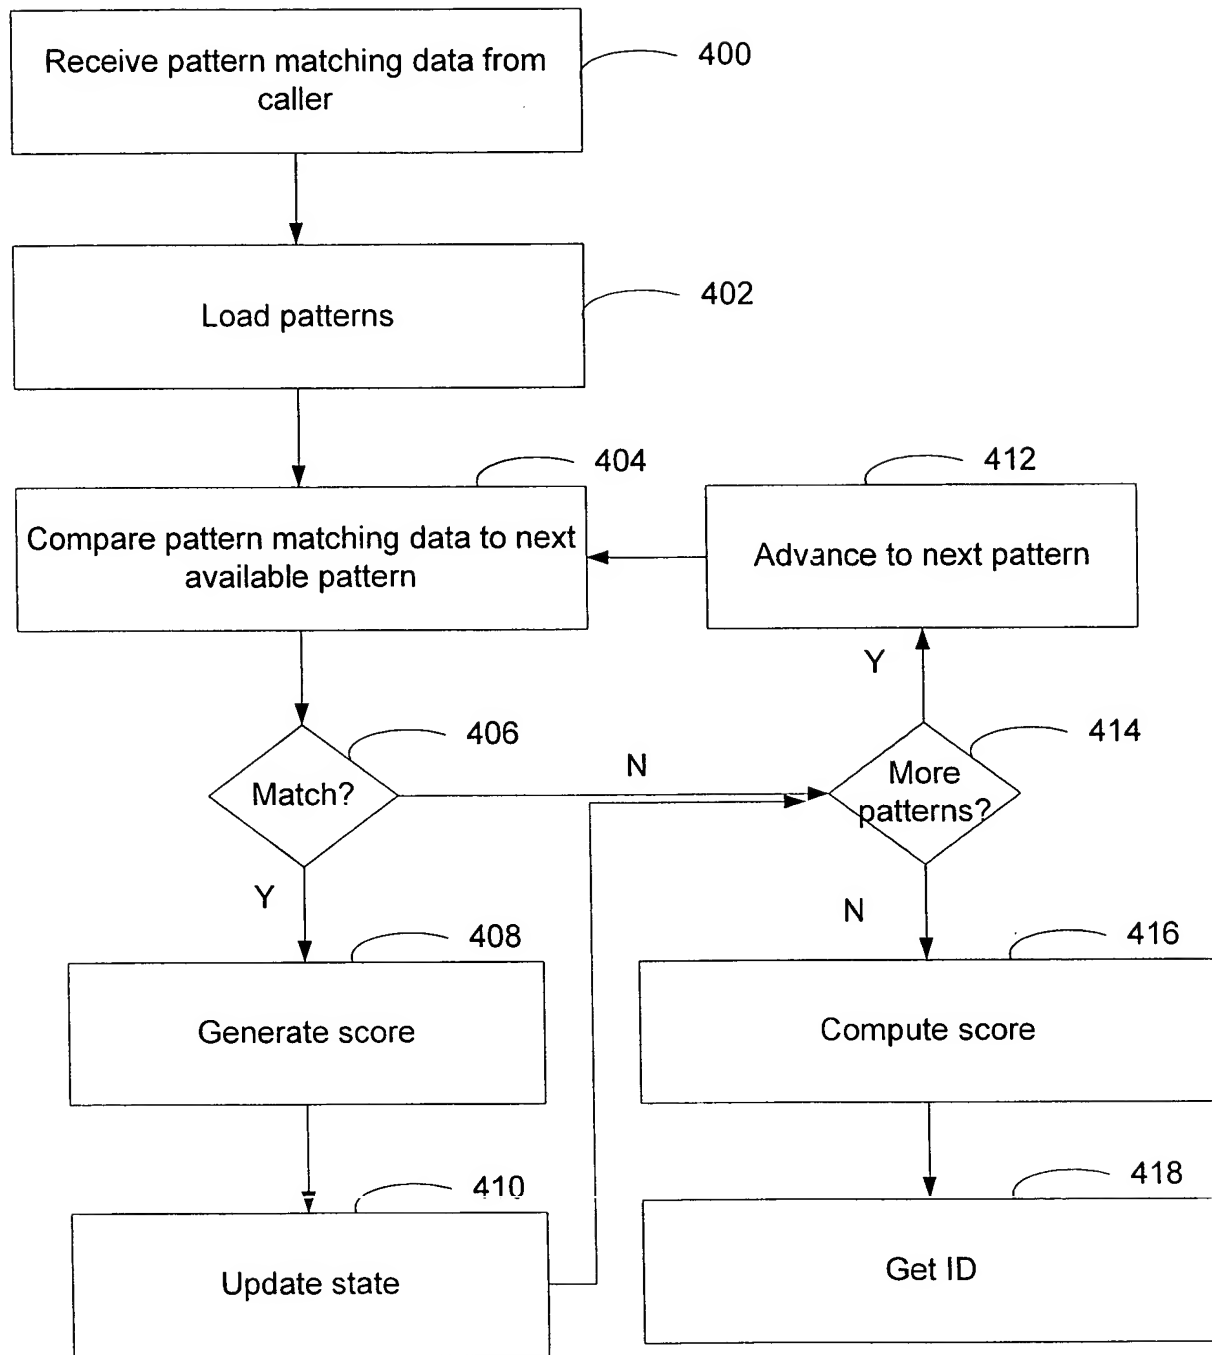 Receive pattern matching data from
caller
400
Load patterns
402
404
Compare pattern matching data to next
available pattern
412
Advance to next pattern
Y
406
Match?
N
414
More
patterns?
Y
N
408
Generate score
416
Compute score
410
Update state
418
Get ID